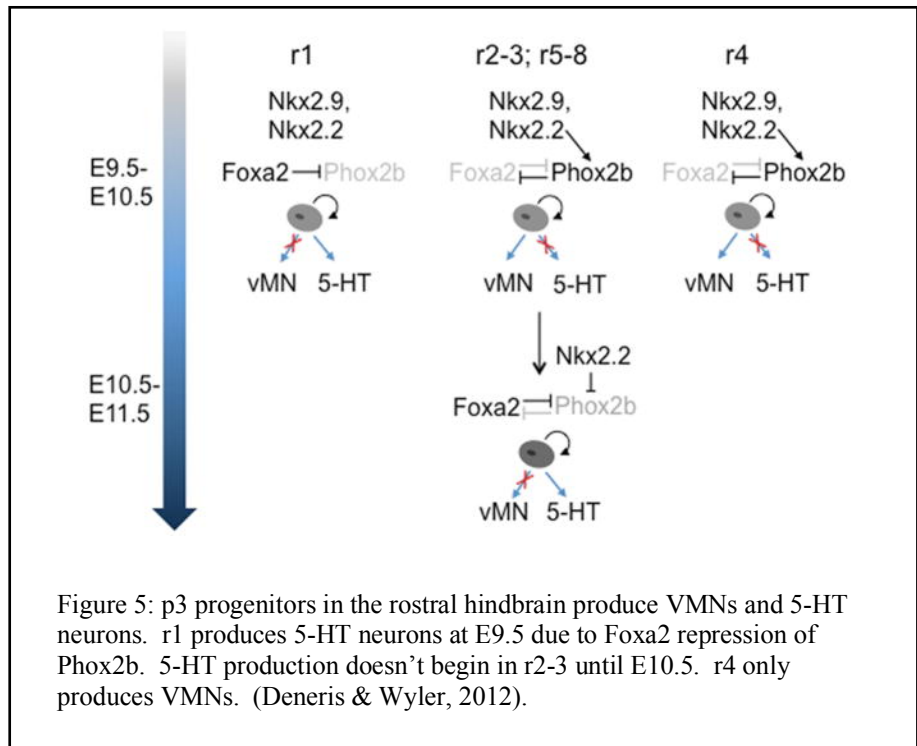 r1 r2-3; r5-8 r4
Nkx2.9, Nkx2.9, Nkx2.9,
Nkx2.2 Nkx2.2 Nkx2.2
E9.5- Foxa2 Phox2b Foxa2 Phox2b Foxa2 Phox2b
E10.5
vMN 5-HT vMN 5-HT vMN 5-HT
Nkx2.2
E10.5- Foxa2 Phox2b
E11.5
vMN 5-HT
Figure 5: p3 progenitors in the rostral hindbrain produce VMNs and 5-HT
neurons. r1 produces 5-HT neurons at E9.5 due to Foxa2 repression of
Phox2b. 5-HT production doesn't begin in r2-3 until E10.5. r4 only
produces VMNs. (Deneris & Wyler, 2012).